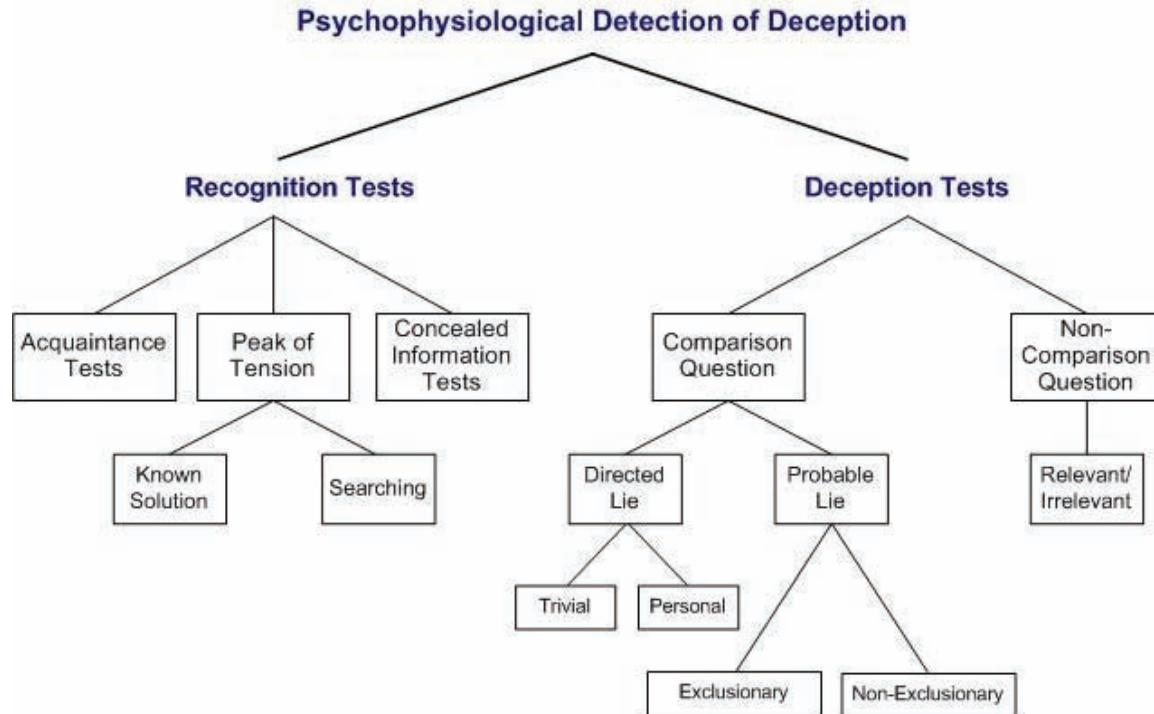 Psychophysiological Detection of Deception
Recognition Tests
Deception Tests
Acquaintance
Tests
Peak of
Tension
Concealed
Information
Tests
Comparison
Question
Non-
Comparison
Question
Known
Solution
Searching
Directed
Lie
Probable
Lie
Relevant/
Irrelevant
Trivial
Personal
Exclusionary
Non-Exclusionary